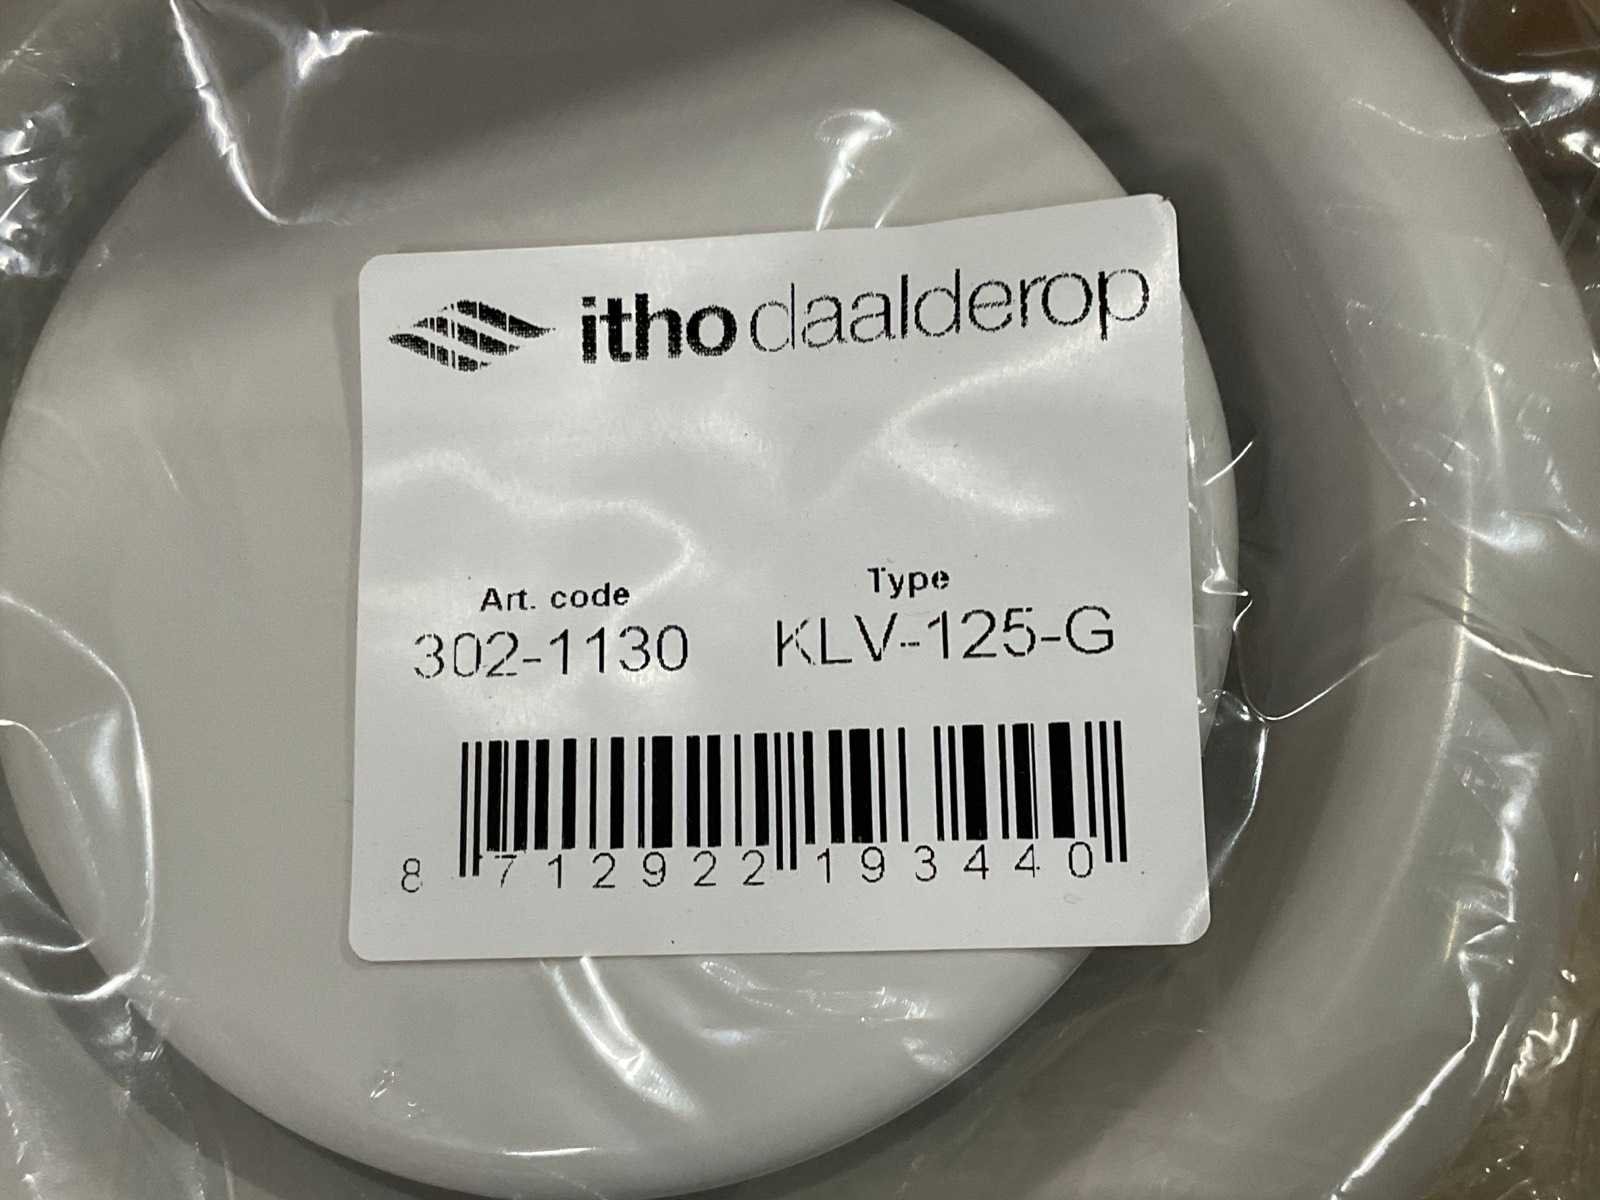 itho daalderop
Art. code Type
302-1130 KLV-125-G
8 712922 193440